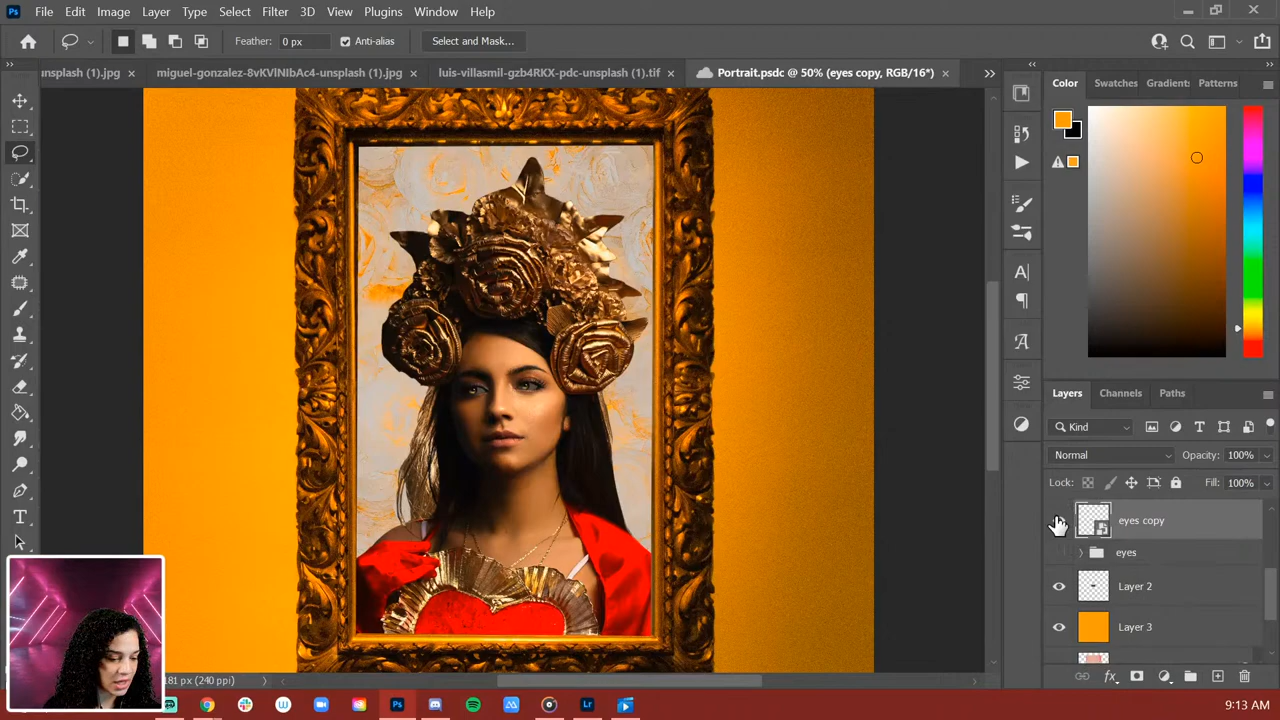 Ps File Edit Image Layer Type Select Filter 3D View Plugins Window Help
Feather: 0 px Anti-alias Select and Mask...
unsplash (1).jpg × miguel-gonzalez-8vKVlNIbAc4-unsplash (1).jpg × luis-villasmil-gzb4RKX-pdc-unsplash (1).tif × Portrait.psdc @ 50% (eyes copy, RGB/16*) ×
Color Swatches Gradient: Patterns
Layers Channels Paths
Kind
Normal Opacity: 100%
Lock: Fill: 100%
eyes copy
eyes
Layer 2
Layer 3
181 px (240 ppi)
9:13 AM